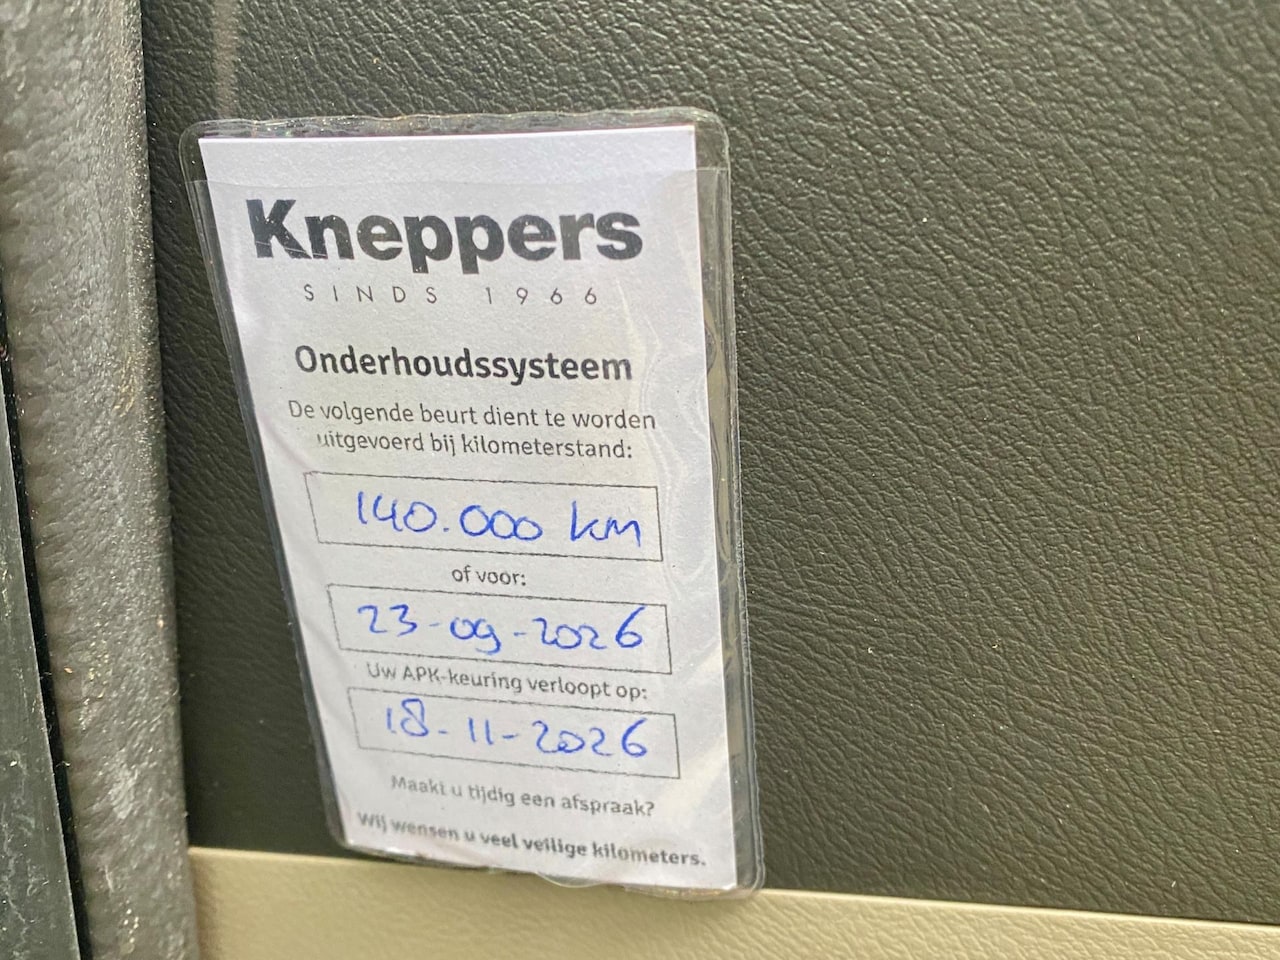 Kneppers
SINDS 1966
Onderhoudssysteem
De volgende beurt dient te worden
uitgevoerd bij kilometerstand:
140.000 km
of voor:
23-09-2026
Uw APK-keuring verloopt op:
18-11-2026
Maakt u tijdig een afspraak?
Wij wensen u veel veilige kilometers.